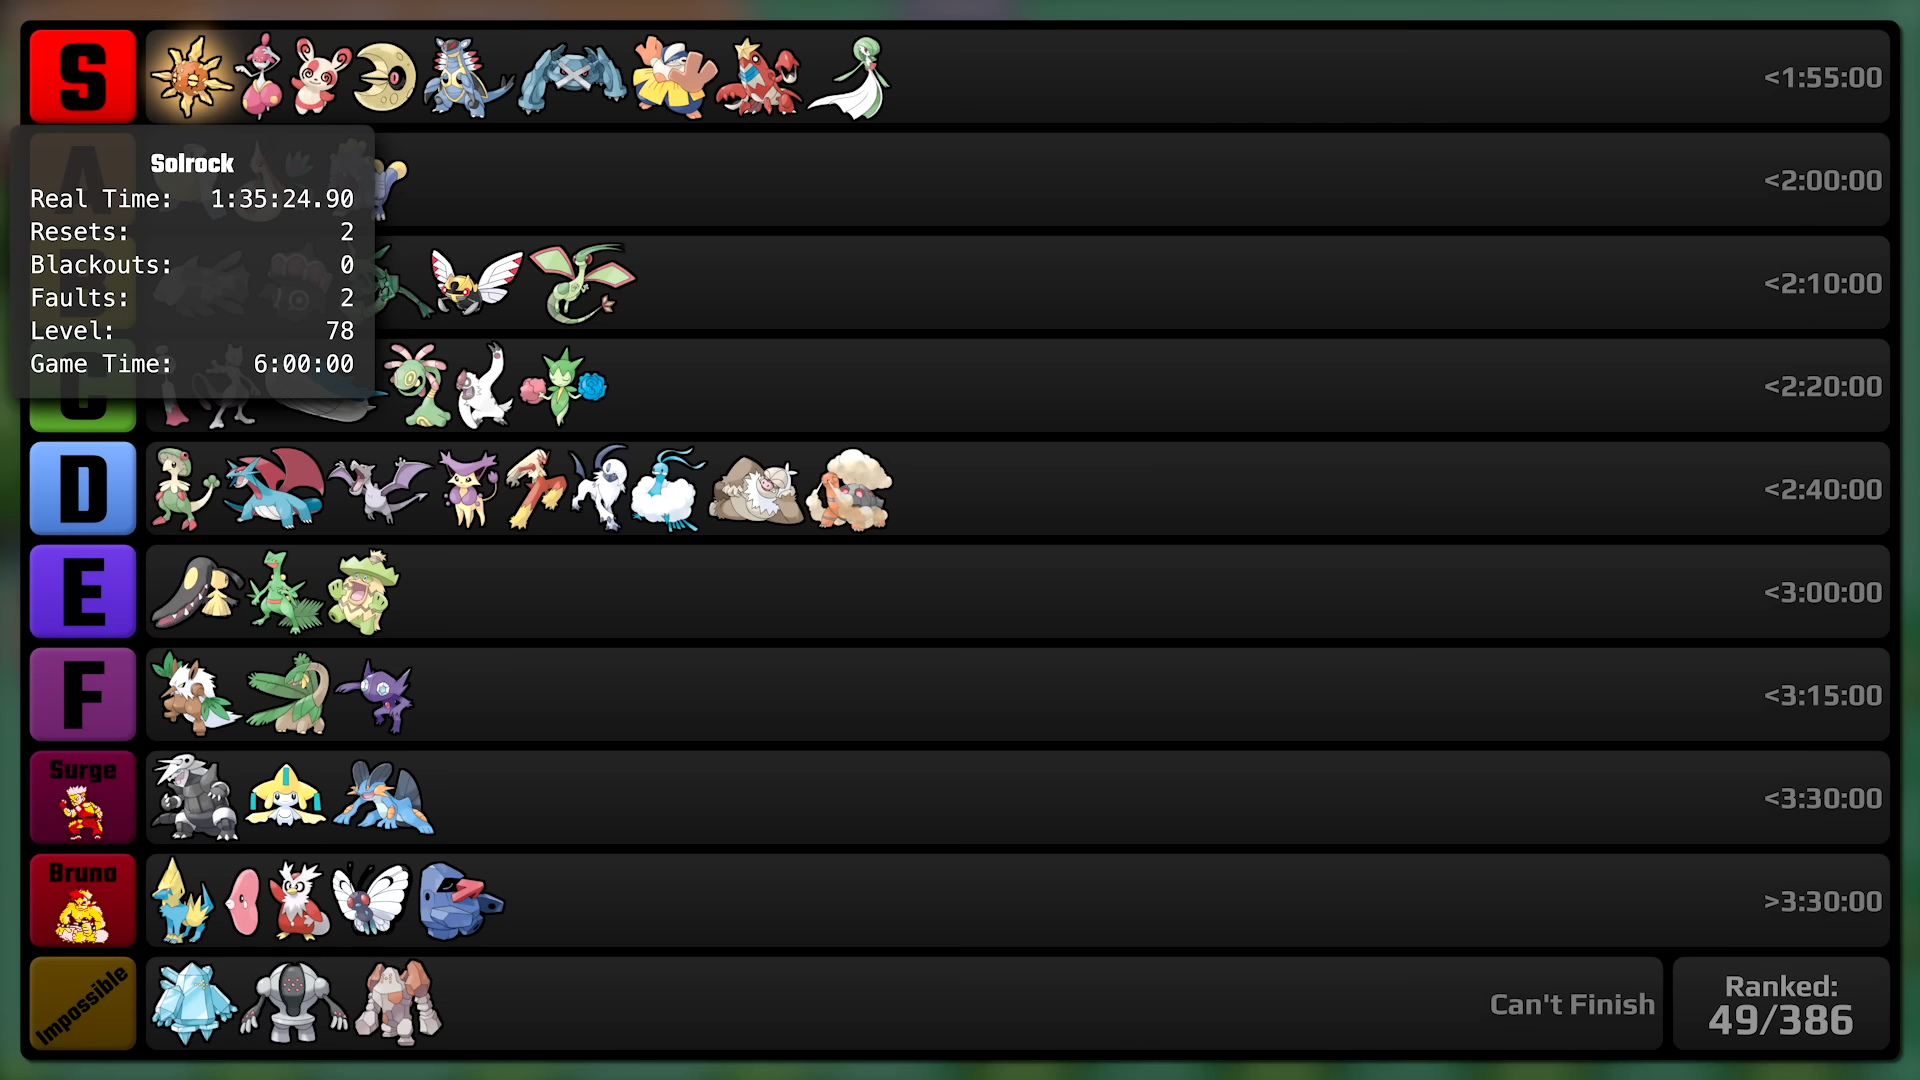 S
<1:55:00
Solrock
Real Time: 1:35:24.90
Resets: 2
Blackouts: 0
Faults: 2
Level: 78
Game Time: 6:00:00
A
<2:00:00
B
<2:10:00
C
<2:20:00
D
<2:40:00
E
<3:00:00
F
<3:15:00
Surge
<3:30:00
Bruno
>3:30:00
Impossible
Can't Finish
Ranked:
49/386